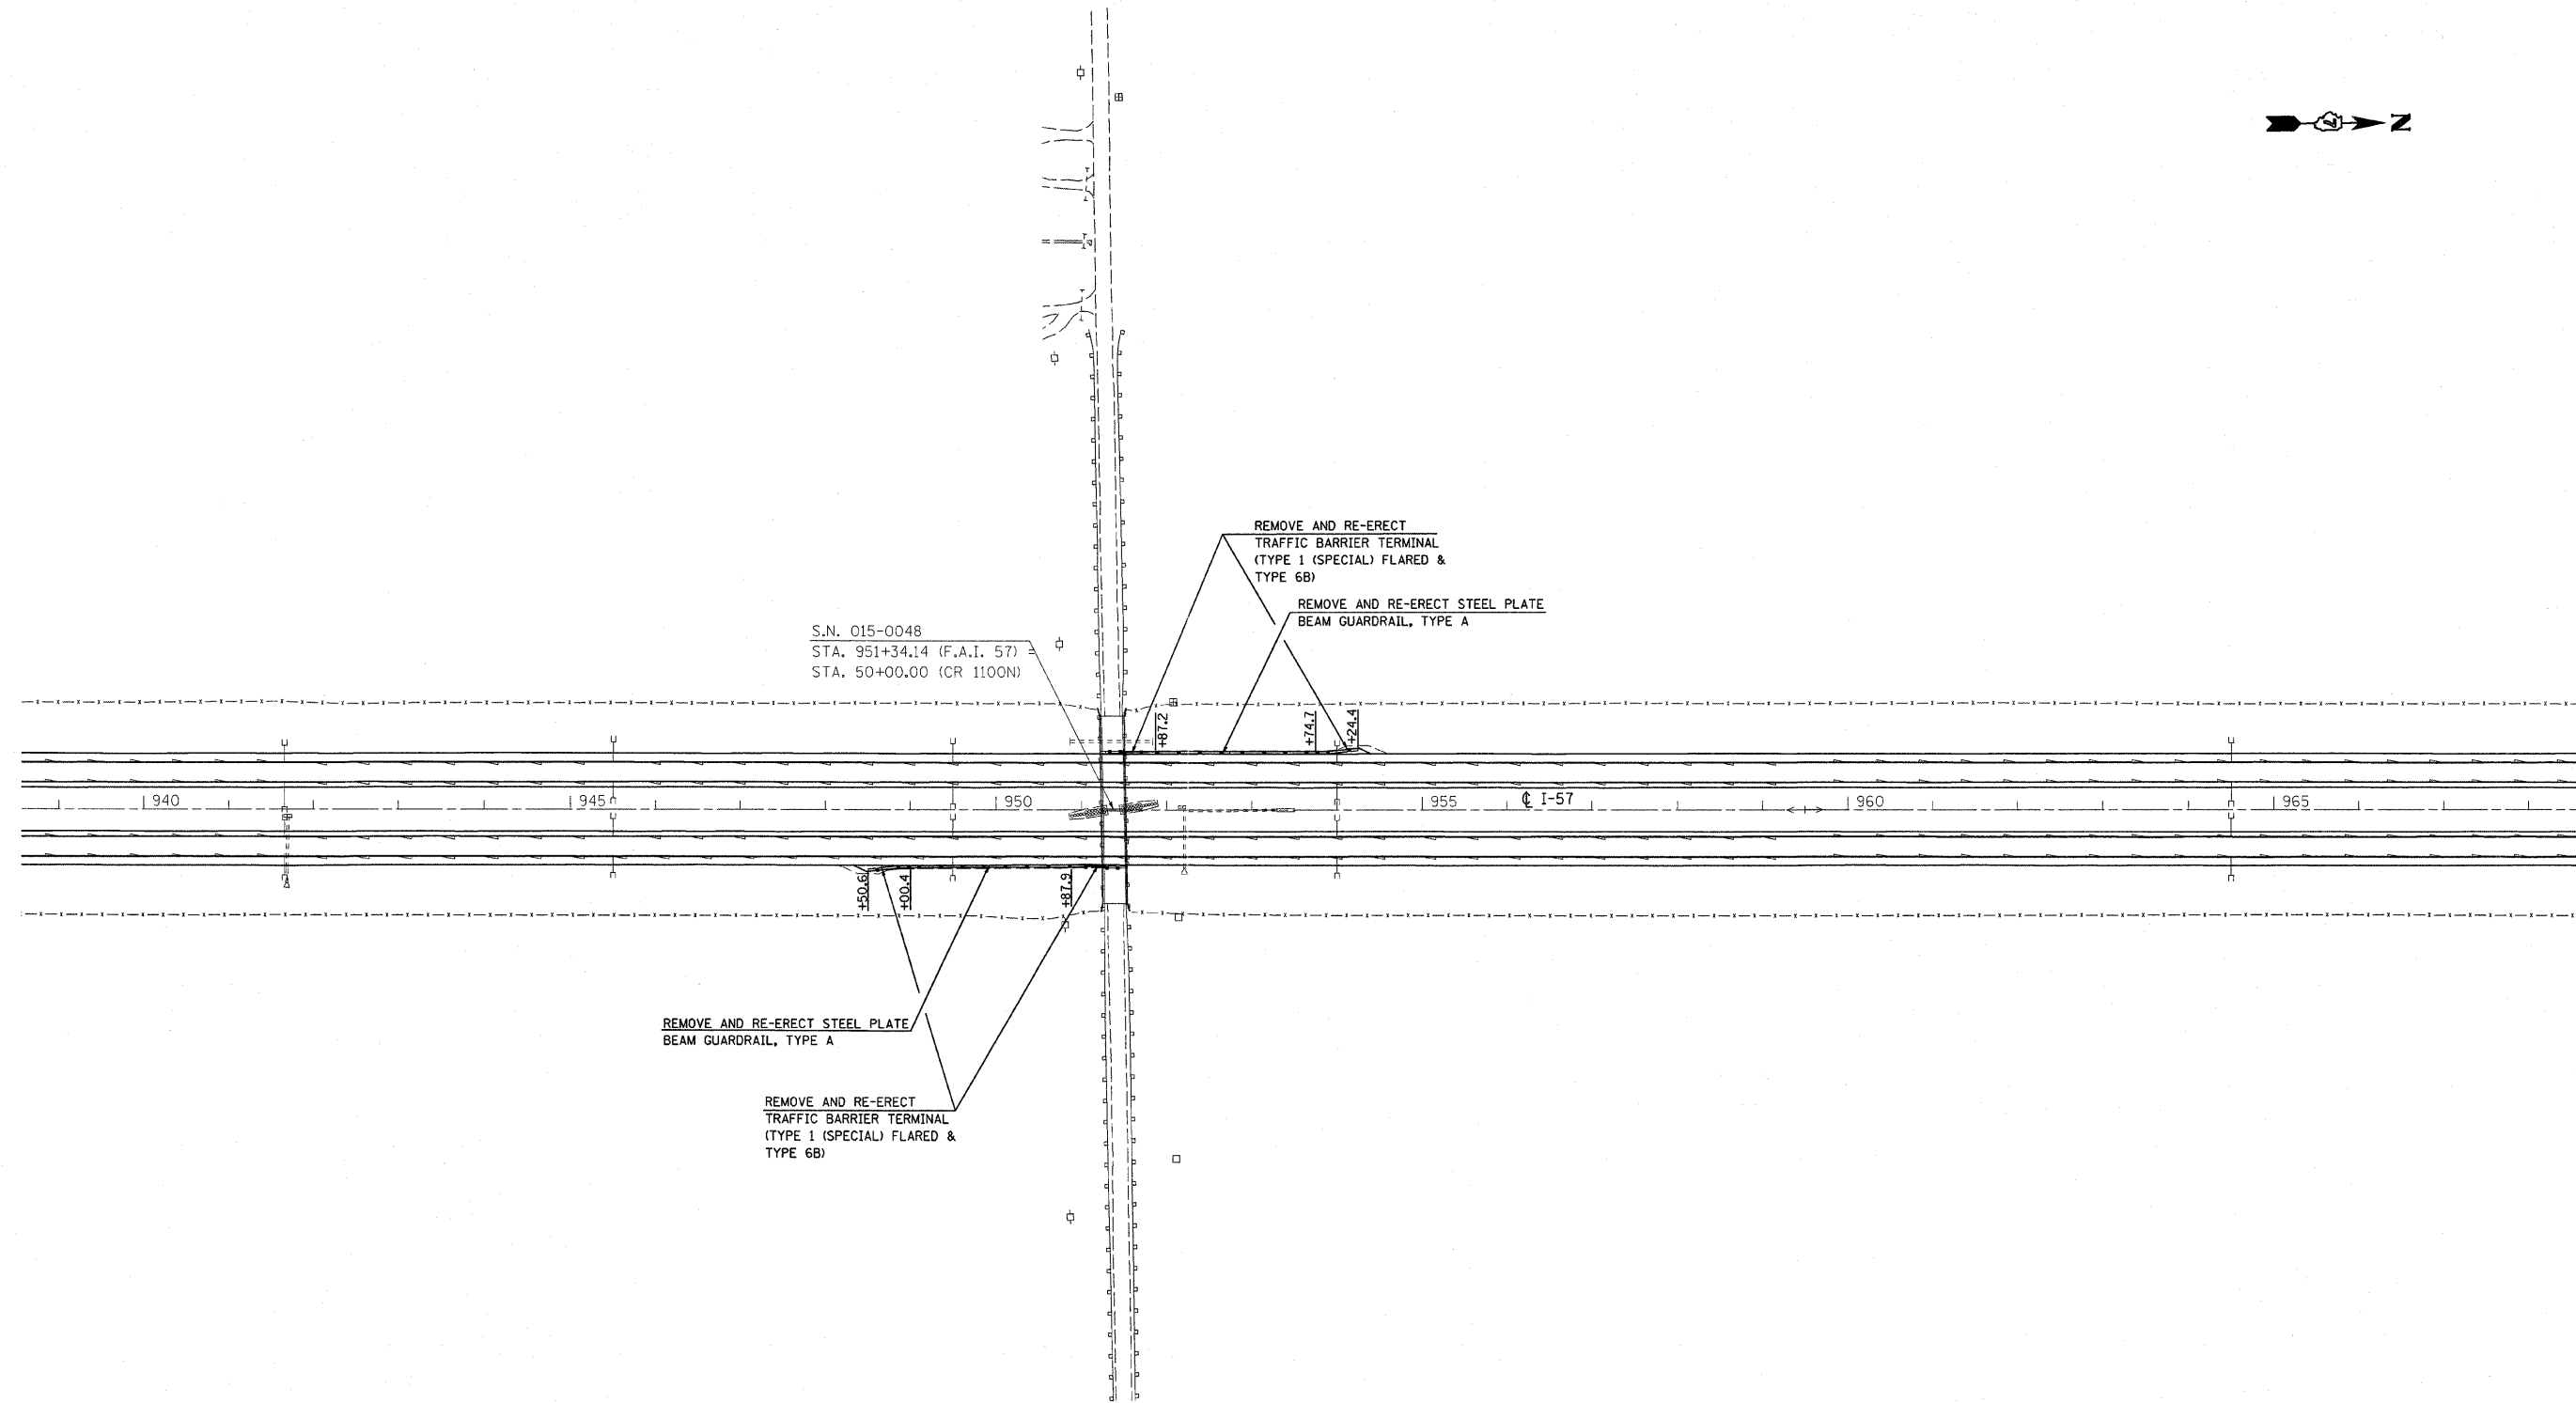 N
REMOVE AND RE-ERECT
TRAFFIC BARRIER TERMINAL
(TYPE 1 (SPECIAL) FLARED &
TYPE 6B)
REMOVE AND RE-ERECT STEEL PLATE
BEAM GUARDRAIL, TYPE A
S.N. 015-0048
STA. 951+34.14 (F.A.I. 57) =
STA. 50+00.00 (CR 1100N)
+87.2
+74.7
+24.4
940
945
950
955
℄ I-57
960
965
+50.6
+00.4
+87.9
REMOVE AND RE-ERECT STEEL PLATE
BEAM GUARDRAIL, TYPE A
REMOVE AND RE-ERECT
TRAFFIC BARRIER TERMINAL
(TYPE 1 (SPECIAL) FLARED &
TYPE 6B)